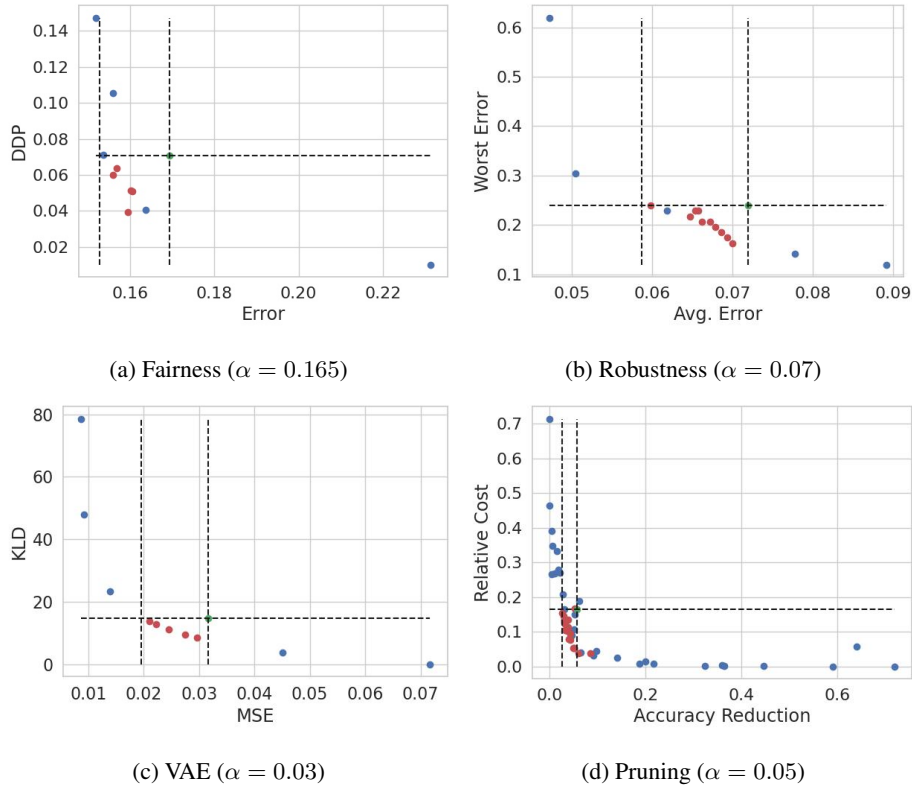 0.14
0.12
0.10
0.08
0.06
0.04
0.02
DDP
0.16 0.18 0.20 0.22
Error
(a) Fairness (α = 0.165)
0.6
0.5
0.4
0.3
0.2
0.1
Worst Error
0.05 0.06 0.07 0.08 0.09
Avg. Error
(b) Robustness (α = 0.07)
80
60
40
20
0
KLD
0.01 0.02 0.03 0.04 0.05 0.06 0.07
MSE
(c) VAE (α = 0.03)
0.7
0.6
0.5
0.4
0.3
0.2
0.1
0.0
Relative Cost
0.0 0.2 0.4 0.6
Accuracy Reduction
(d) Pruning (α = 0.05)